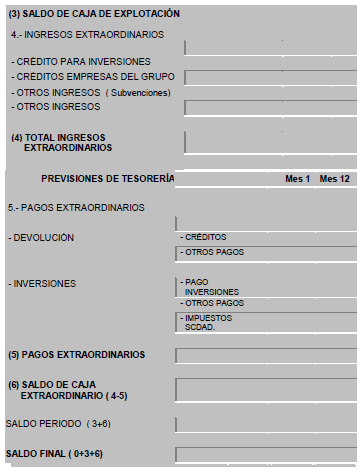 (3) SALDO DE CAJA DE EXPLOTACIÓN
4.- INGRESOS EXTRAORDINARIOS
- CRÉDITO PARA INVERSIONES
- CRÉDITOS EMPRESAS DEL GRUPO
- OTROS INGRESOS ( Subvenciones)
- OTROS INGRESOS
(4) TOTAL INGRESOS
EXTRAORDINARIOS
PREVISIONES DE TESORERÍA Mes 1 Mes 12
5.- PAGOS EXTRAORDINARIOS
- DEVOLUCIÓN - CRÉDITOS
- OTROS PAGOS
- INVERSIONES - PAGO
INVERSIONES
- OTROS PAGOS
- IMPUESTOS
SCDAD.
(5) PAGOS EXTRAORDINARIOS
(6) SALDO DE CAJA
EXTRAORDINARIO ( 4-5)
SALDO PERIODO ( 3+6)
SALDO FINAL ( 0+3+6)